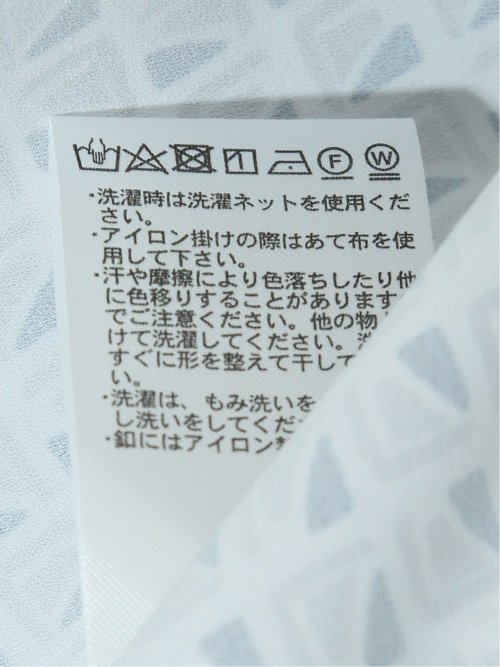 F W
・洗濯時は洗濯ネットを使用くだ
さい。
・アイロン掛けの際はあて布を使
用して下さい。
・汗や摩擦により色落ちしたり他
に色移りすることがあります
でご注意ください。他の物
けて洗濯してください。
すぐに形を整えて干して
い。
・洗濯は、もみ洗いを
し洗いをしてくだ
・釦にはアイロン